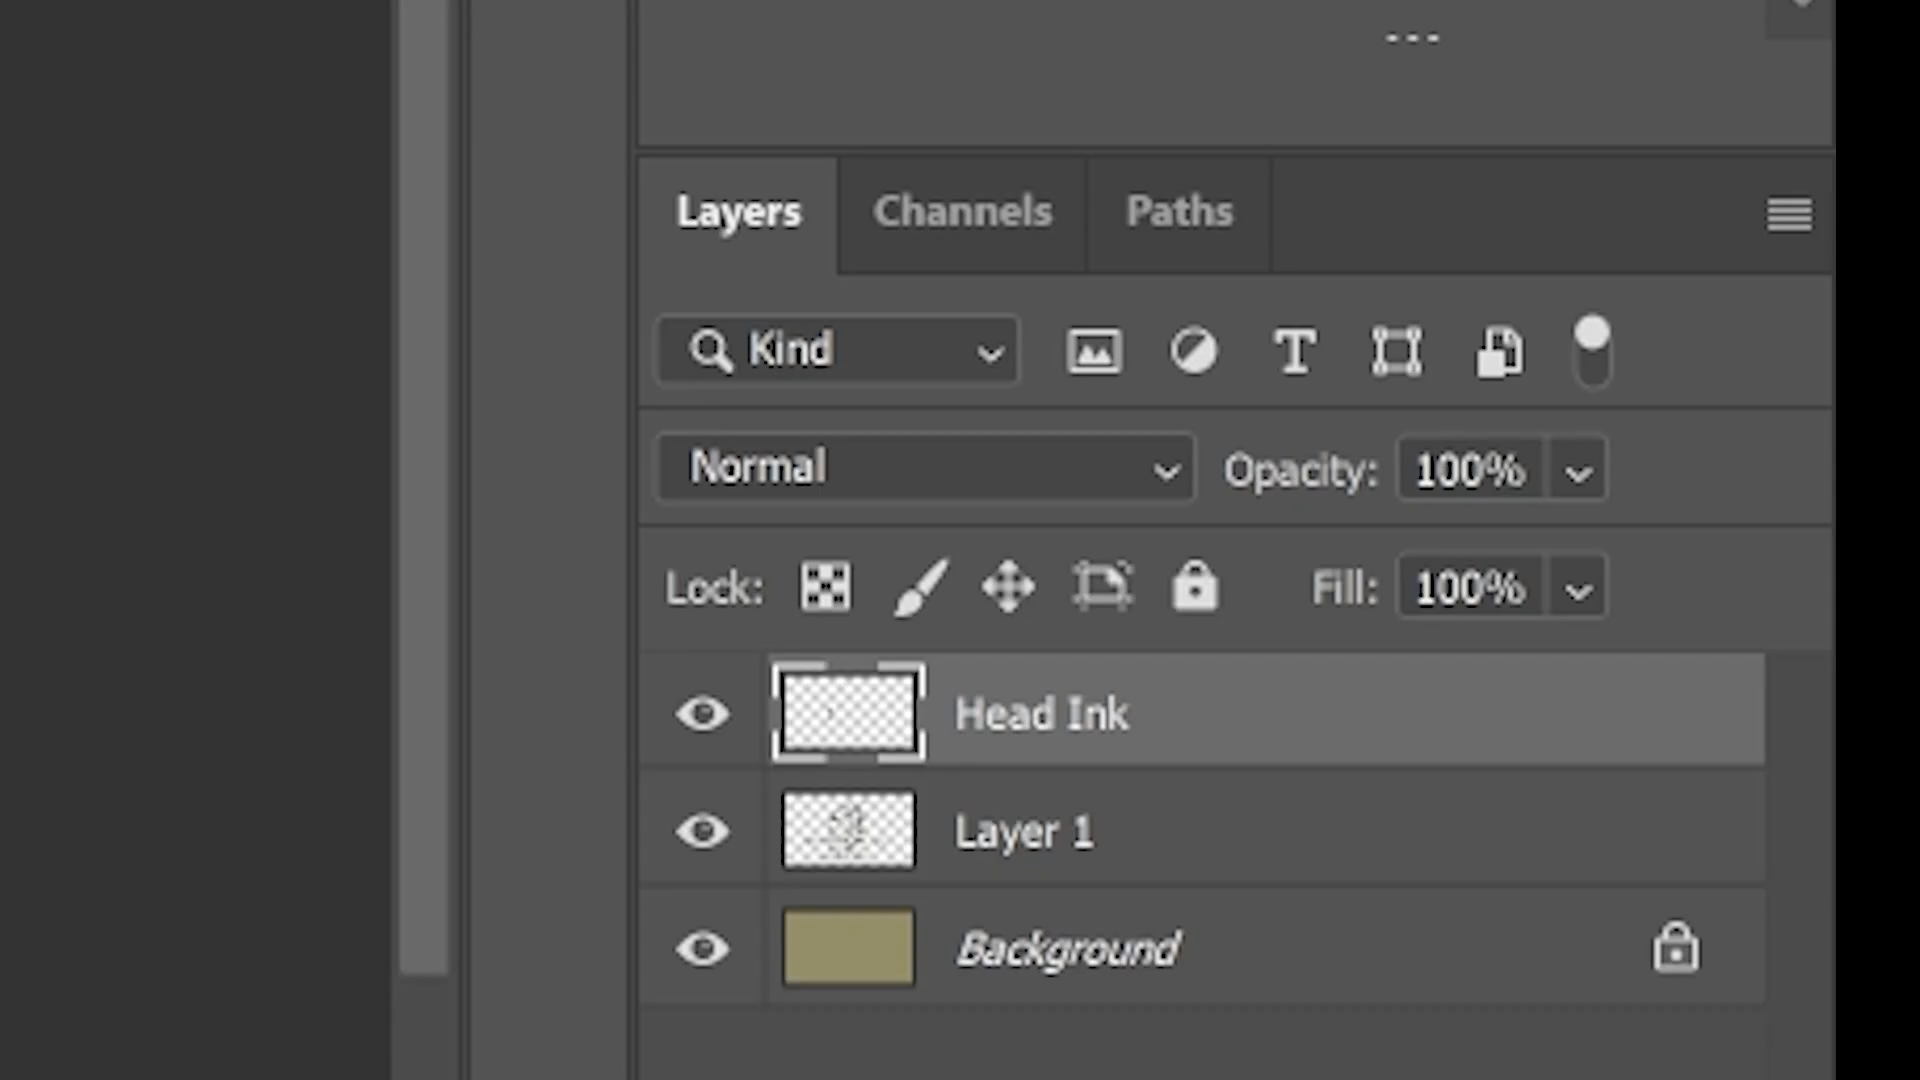 Layers Channels Paths
Kind
Normal Opacity: 100%
Lock: Fill: 100%
Head Ink
Layer 1
Background